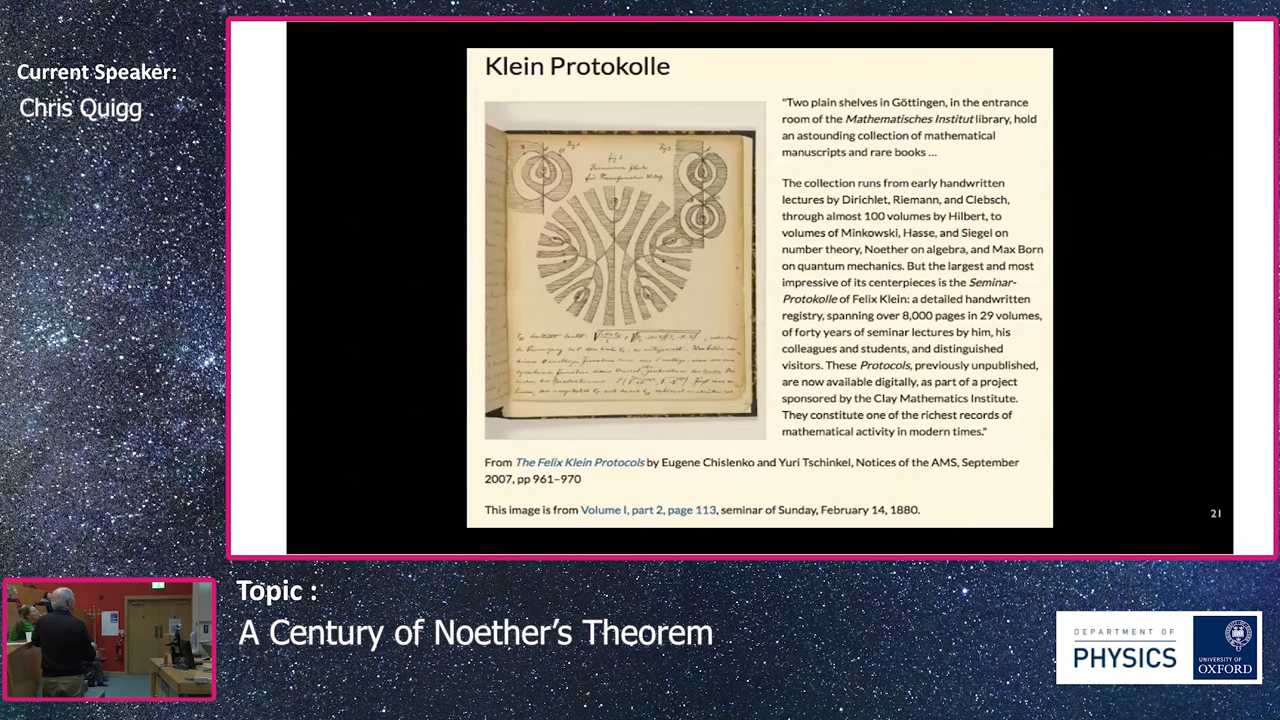 Current Speaker:
Chris Quigg
Klein Protokolle
"Two plain shelves in Göttingen, in the entrance
room of the Mathematisches Institut library, hold
an astounding collection of mathematical
manuscripts and rare books ...
The collection runs from early handwritten
lectures by Dirichlet, Riemann, and Clebsch,
through almost 100 volumes by Hilbert, to
volumes of Minkowski, Hasse, and Siegel on
number theory, Noether on algebra, and Max Born
on quantum mechanics. But the largest and most
impressive of its centerpieces is the Seminar-
Protokolle of Felix Klein: a detailed handwritten
registry, spanning over 8,000 pages in 29 volumes,
of forty years of seminar lectures by him, his
colleagues and students, and distinguished
visitors. These Protocols, previously unpublished,
are now available digitally, as part of a project
sponsored by the Clay Mathematics Institute.
They constitute one of the richest records of
mathematical activity in modern times."
From The Felix Klein Protocols by Eugene Chislenko and Yuri Tschinkel, Notices of the AMS, September
2007, pp 961–970
This image is from Volume I, part 2, page 113, seminar of Sunday, February 14, 1880.
21
Topic :
A Century of Noether's Theorem
DEPARTMENT OF
PHYSICS
UNIVERSITY OF
OXFORD